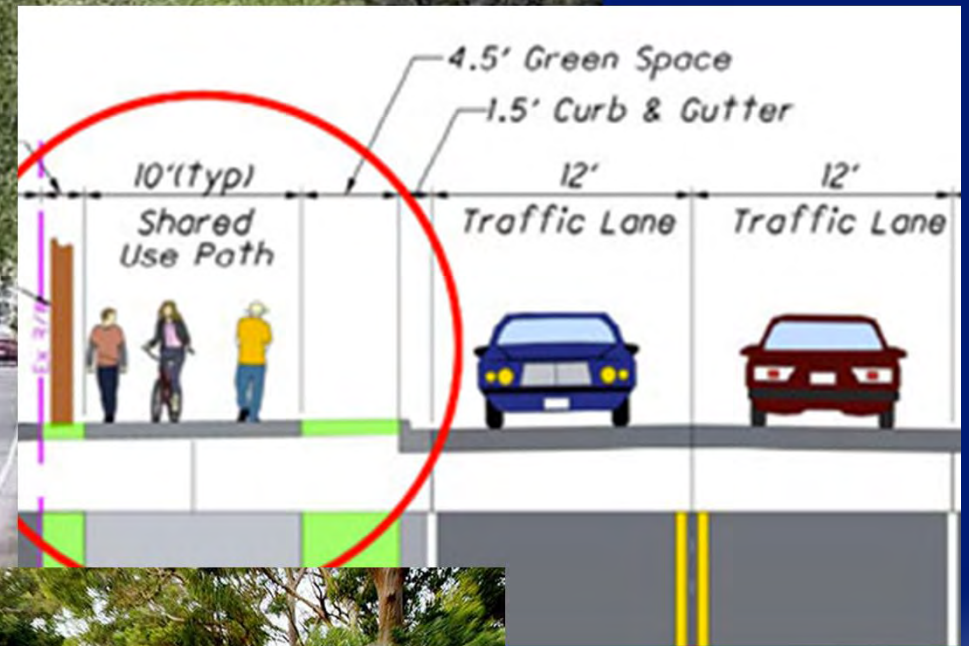 4.5' Green Space
1.5' Curb & Gutter
10'(typ)
12'
12'
Shared
Use Path
Traffic Lane
Traffic Lane
Ex R/W